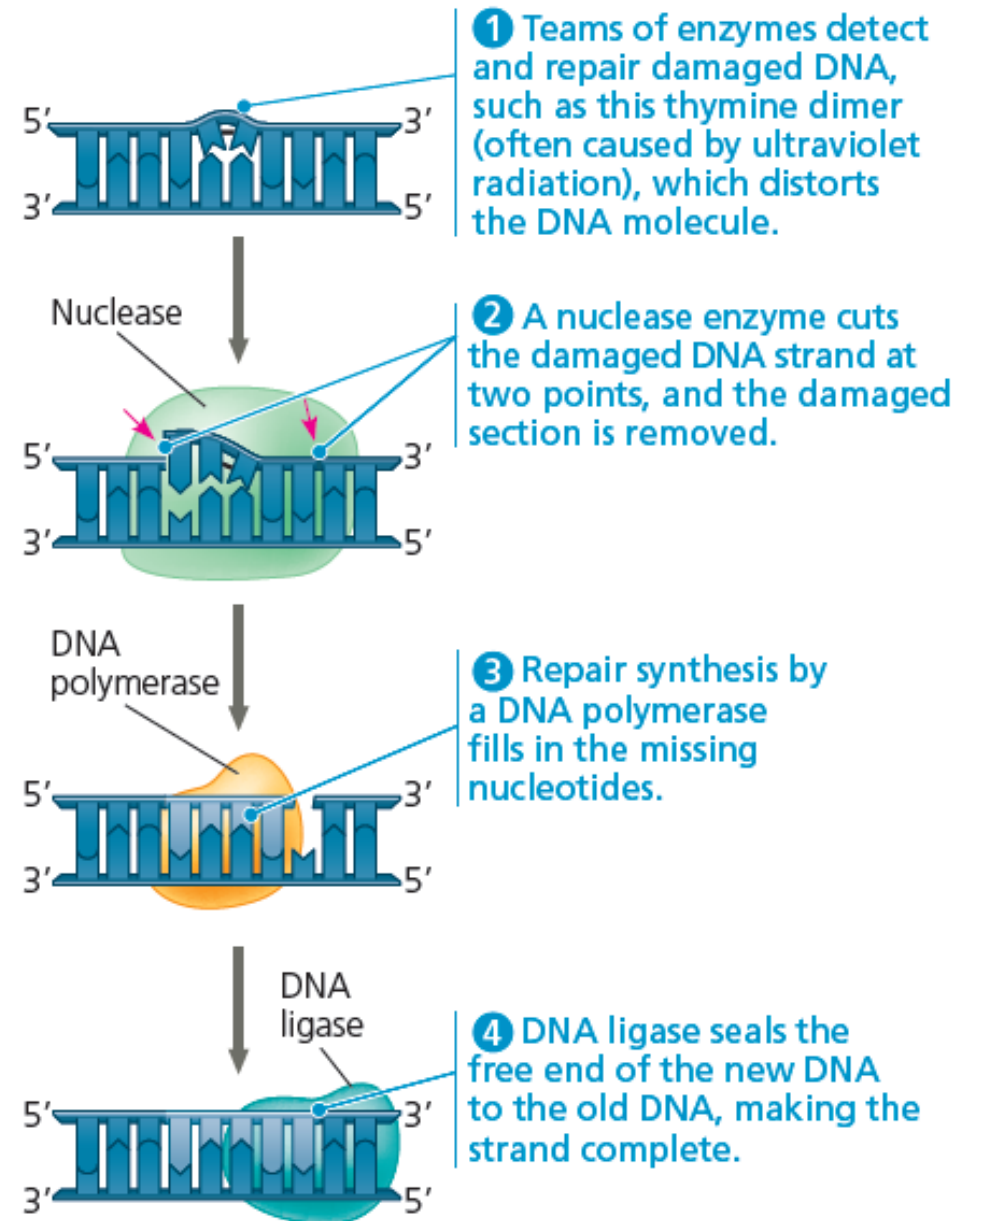 1 Teams of enzymes detect
and repair damaged DNA,
such as this thymine dimer
(often caused by ultraviolet
radiation), which distorts
the DNA molecule.
5′
3′
3′
5′
Nuclease
2 A nuclease enzyme cuts
the damaged DNA strand at
two points, and the damaged
section is removed.
5′
3′
3′
5′
DNA
polymerase
3 Repair synthesis by
a DNA polymerase
fills in the missing
nucleotides.
5′
3′
3′
5′
DNA
ligase
4 DNA ligase seals the
free end of the new DNA
to the old DNA, making the
strand complete.
5′
3′
3′
5′